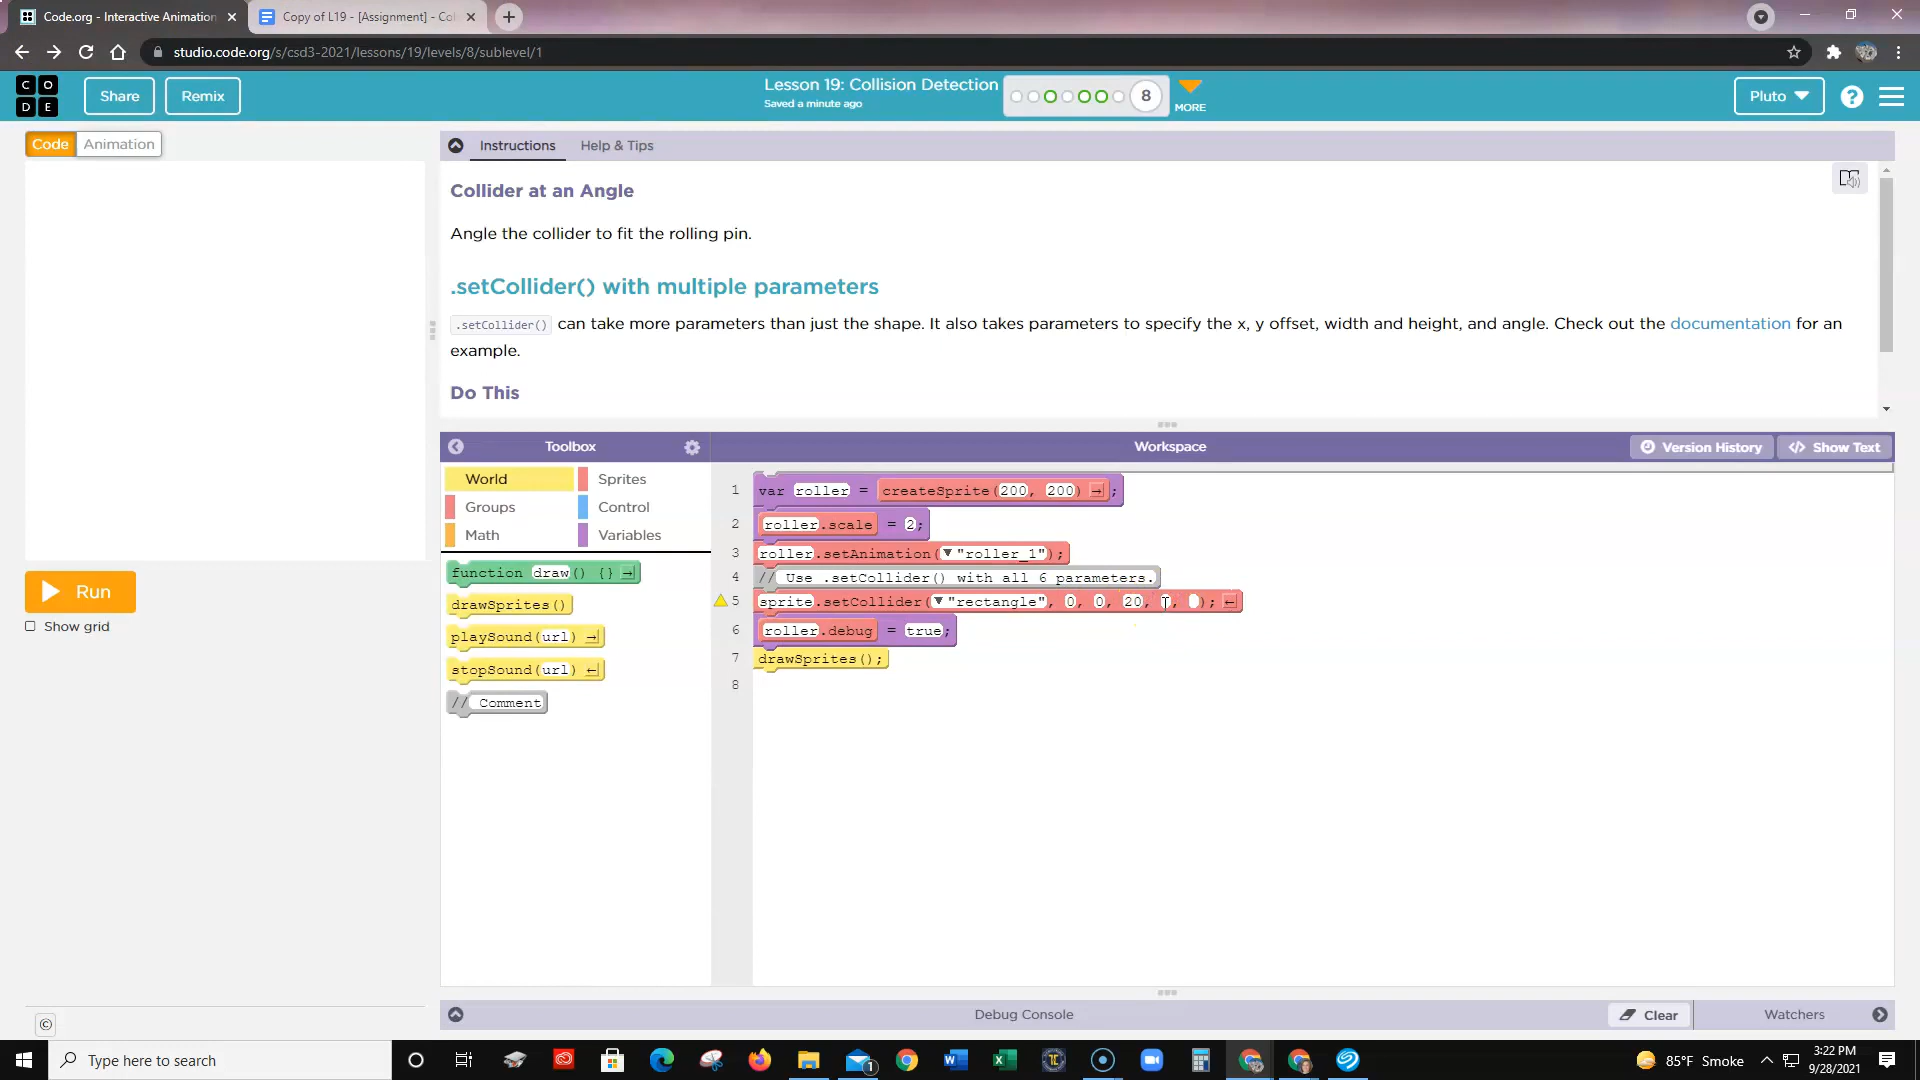 Code.org - Interactive Animation
Copy of L19 - [Assignment] - Co
studio.code.org/s/csd3-2021/lessons/19/levels/8/sublevel/1
C O D E
Share
Remix
Lesson 19: Collision Detection
Saved a minute ago
8
MORE
Pluto
?
Code
Animation
Instructions
Help & Tips
Collider at an Angle
Angle the collider to fit the rolling pin.
.setCollider() with multiple parameters
.setCollider() can take more parameters than just the shape. It also takes parameters to specify the x, y offset, width and height, and angle. Check out the documentation for an
example.
Do This
Toolbox
Workspace
Version History
</> Show Text
World
Sprites
Groups
Control
Math
Variables
function draw() {}
drawSprites()
playSound(url)
stopSound(url)
// Comment
1 var roller = createSprite(200, 200);
2 roller.scale = 2;
3 roller.setAnimation("roller_1");
4 // Use .setCollider() with all 6 parameters.
5 sprite.setCollider("rectangle", 0, 0, 20, , );
6 roller.debug = true;
7 drawSprites();
8
Run
Show grid
©
Debug Console
Clear
Watchers
Type here to search
1
85°F Smoke
3:22 PM
9/28/2021